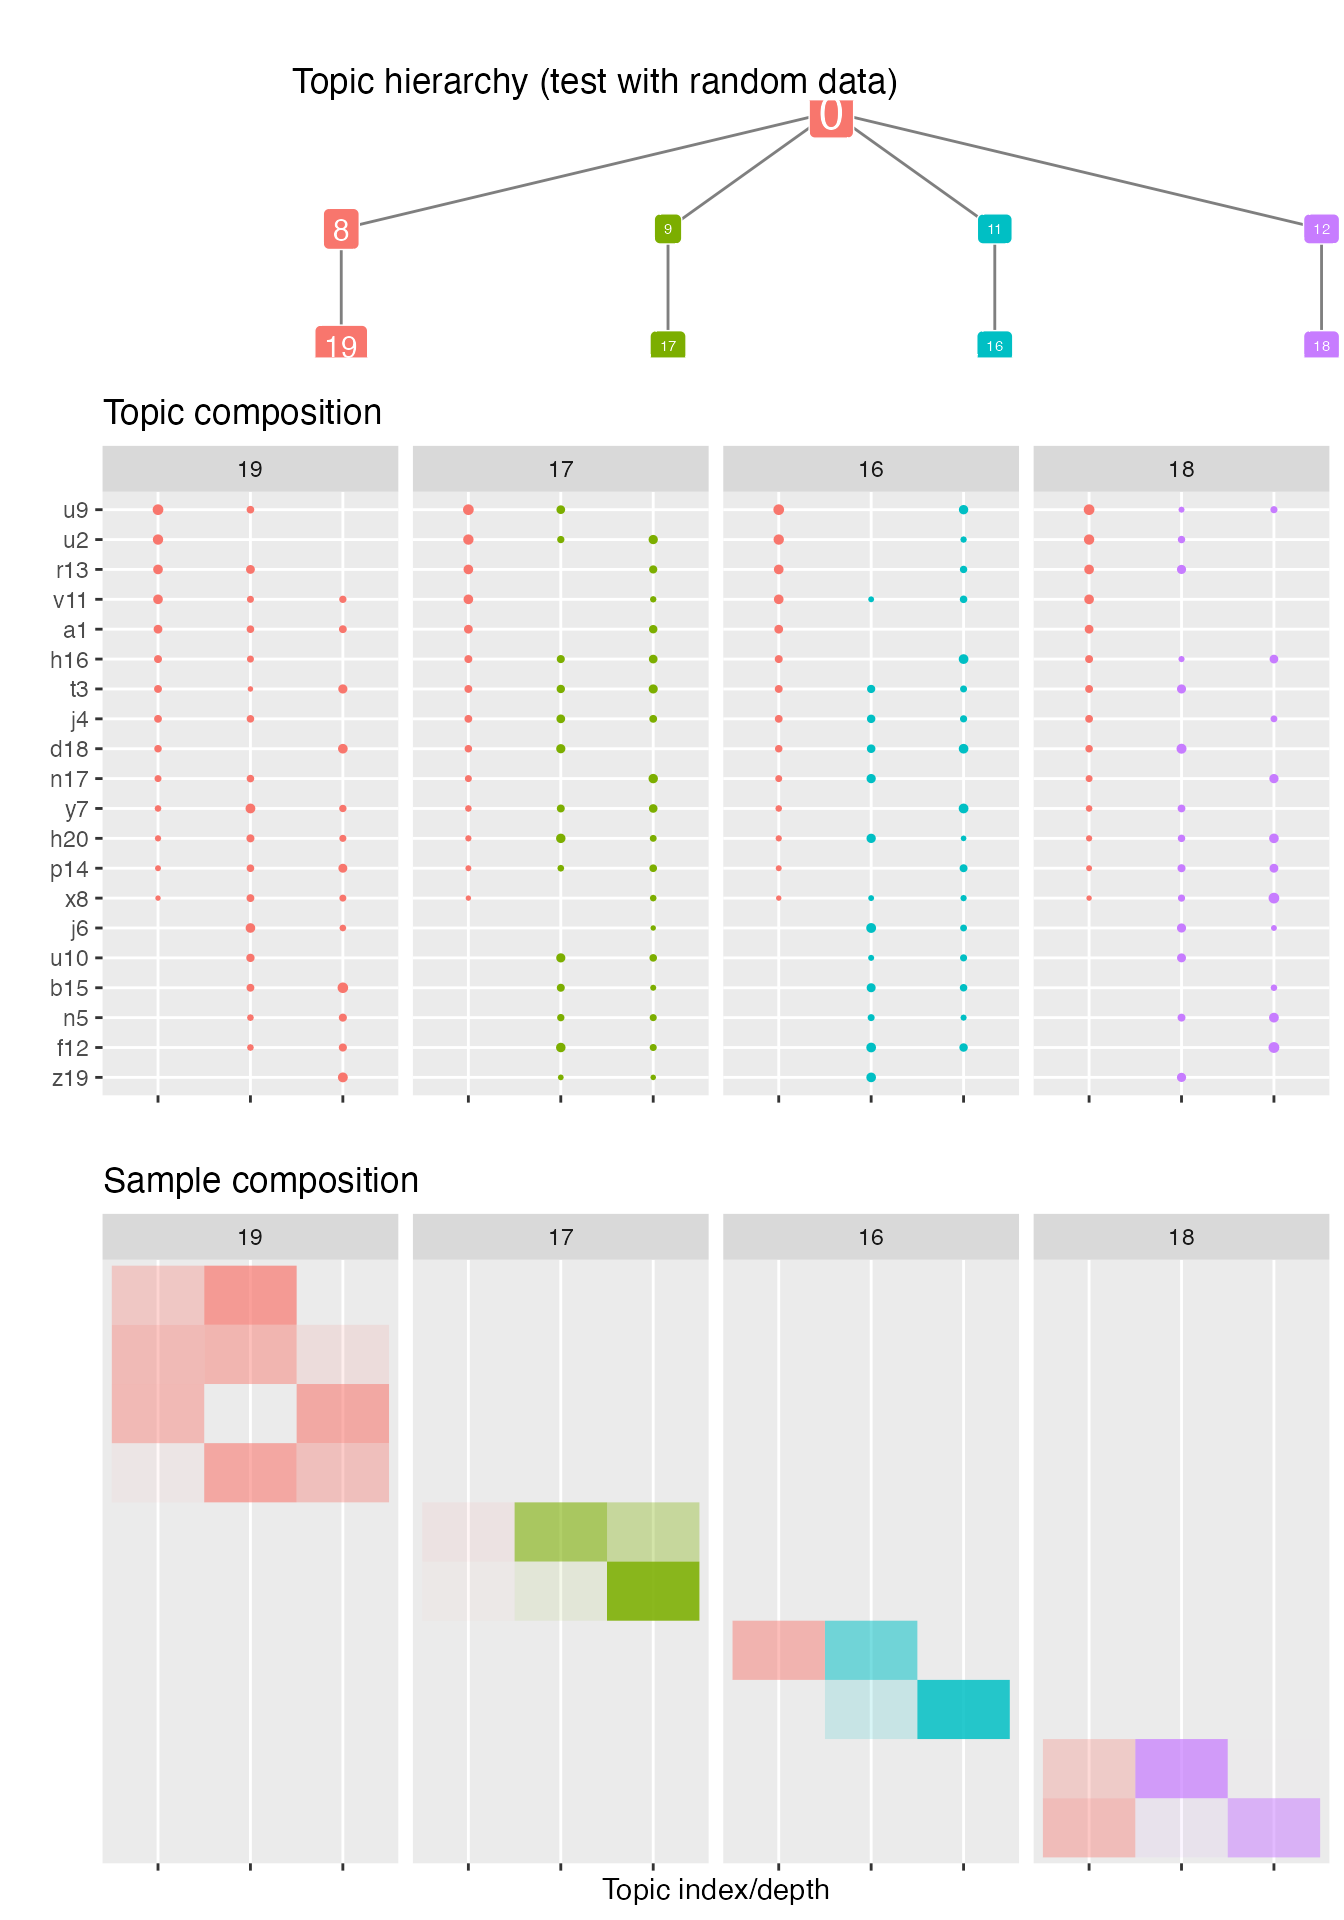 Topic hierarchy (test with random data)
0
8 9 11 12
19 17 16 18
Topic composition
19 17 16 18
u9
u2
r13
v11
a1
h16
t3
j4
d18
n17
y7
h20
p14
x8
j6
u10
b15
n5
f12
z19
Sample composition
19 17 16 18
Topic index/depth